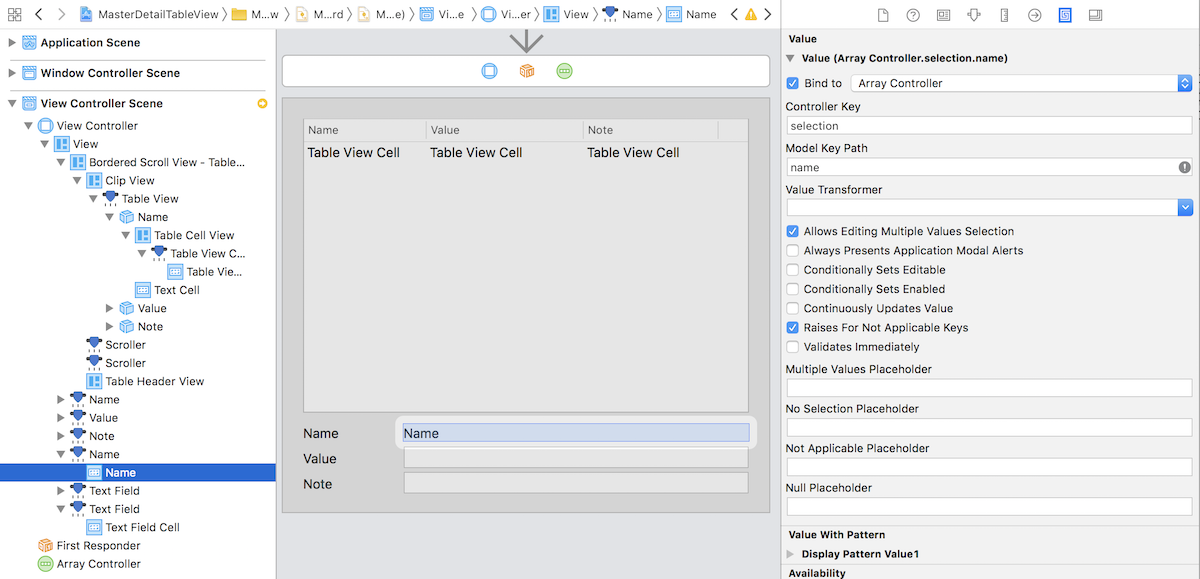 MasterDetailTableView
M...w
M...rd)
M...e)
Vi...e
Vi...er
View
Name
Name
Application Scene
Window Controller Scene
View Controller Scene
View Controller
View
Bordered Scroll View - Table...
Clip View
Table View
Name
Table Cell View
Table View C...
Table Vie...
Text Cell
Value
Note
Scroller
Scroller
Table Header View
Name
Value
Note
Name
Name
Text Field
Text Field
Text Field Cell
First Responder
Array Controller
Name Value Note
Table View Cell Table View Cell Table View Cell
Name Name
Value
Note
Value
Value (Array Controller.selection.name)
Bind to Array Controller
Controller Key
selection
Model Key Path
name
Value Transformer
Allows Editing Multiple Values Selection
Always Presents Application Modal Alerts
Conditionally Sets Editable
Conditionally Sets Enabled
Continuously Updates Value
Raises For Not Applicable Keys
Validates Immediately
Multiple Values Placeholder
No Selection Placeholder
Not Applicable Placeholder
Null Placeholder
Value With Pattern
Display Pattern Value1
Availability